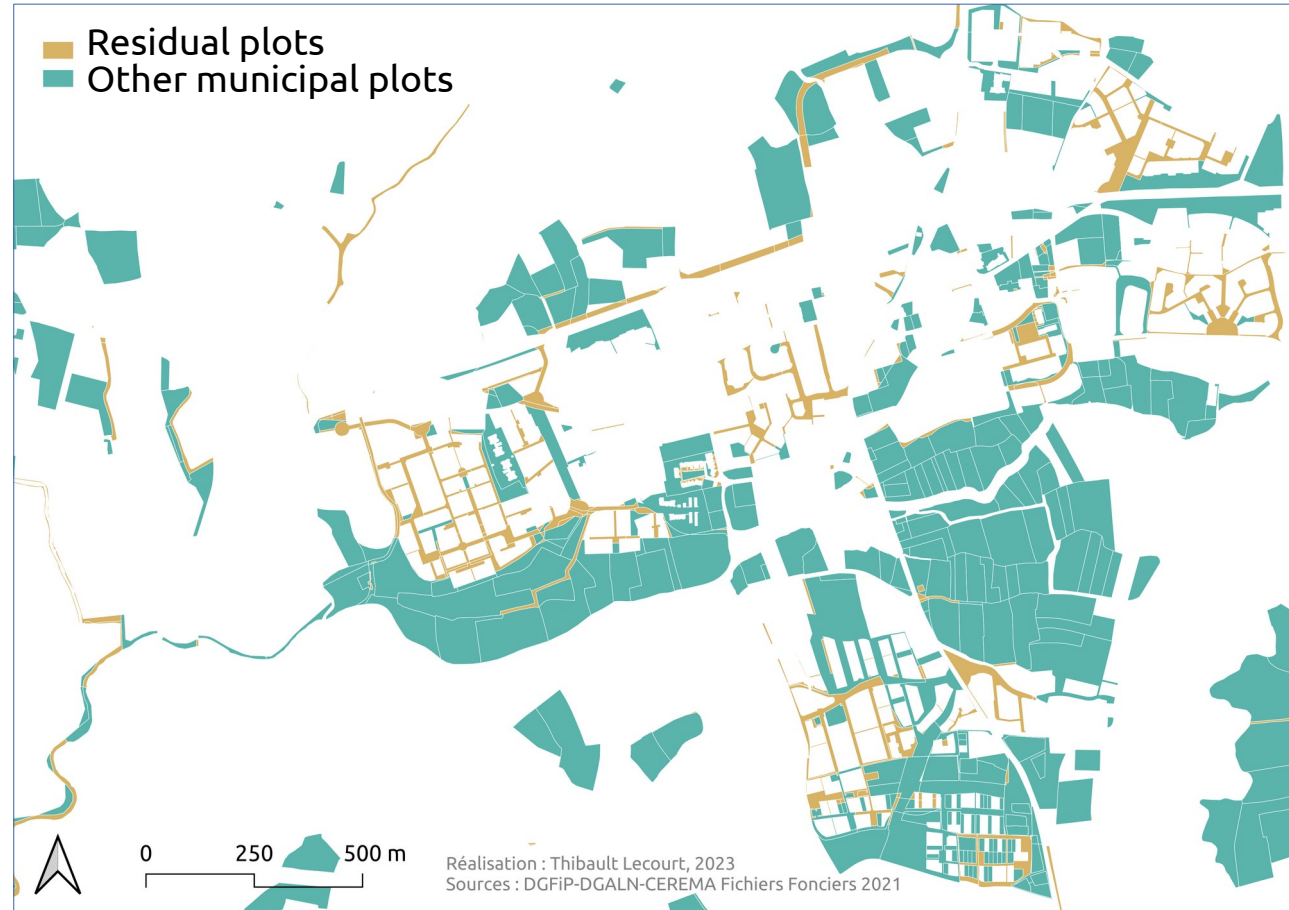 Residual plots
Other municipal plots
0 250 500 m
Réalisation : Thibault Lecourt, 2023
Sources : DGFiP-DGALN-CEREMA Fichiers Fonciers 2021